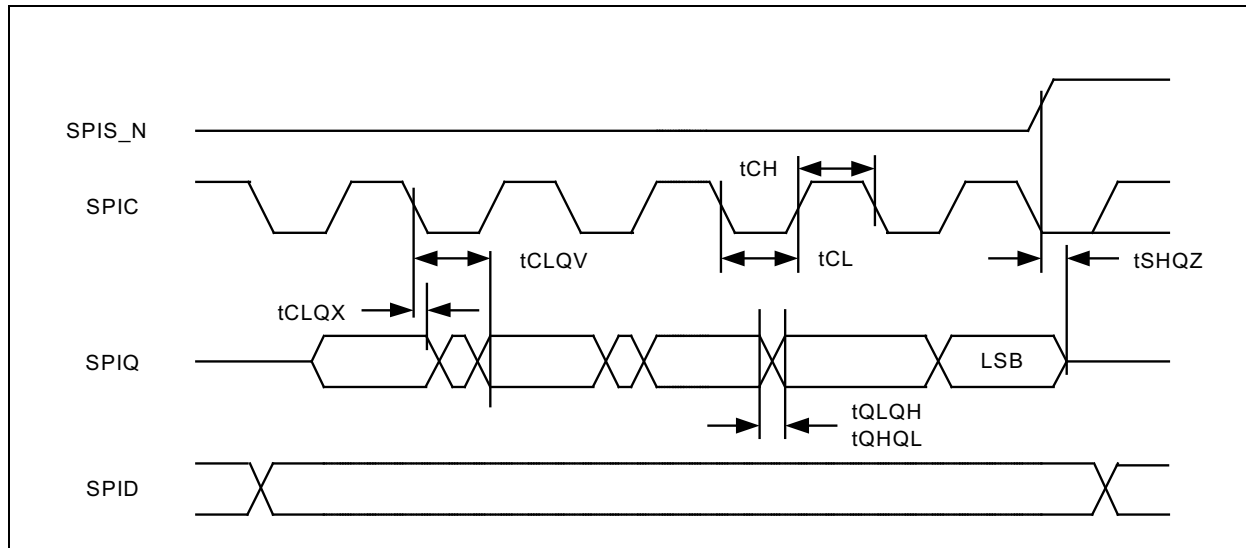 SPIS_N
tCH
SPIC
tCLQV
tCL
tSHQZ
tCLQX
SPIQ
LSB
tQLQH
tQHQL
SPID